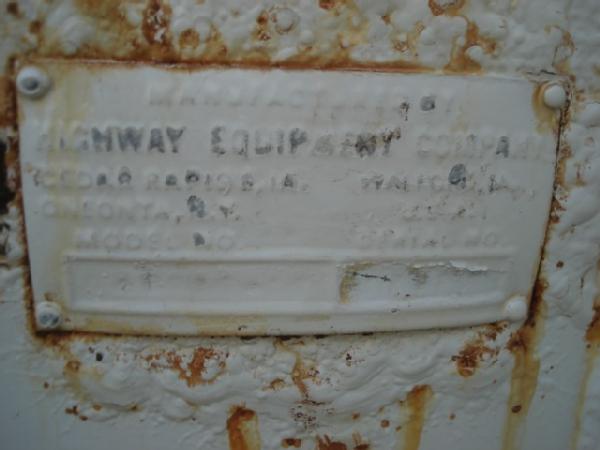 MANUFACTURED BY
HIGHWAY EQUIPMENT COMPANY
CEDAR RAPIDS, IA.
ONEONTA, N.Y.
MODEL NO. SERIAL NO.